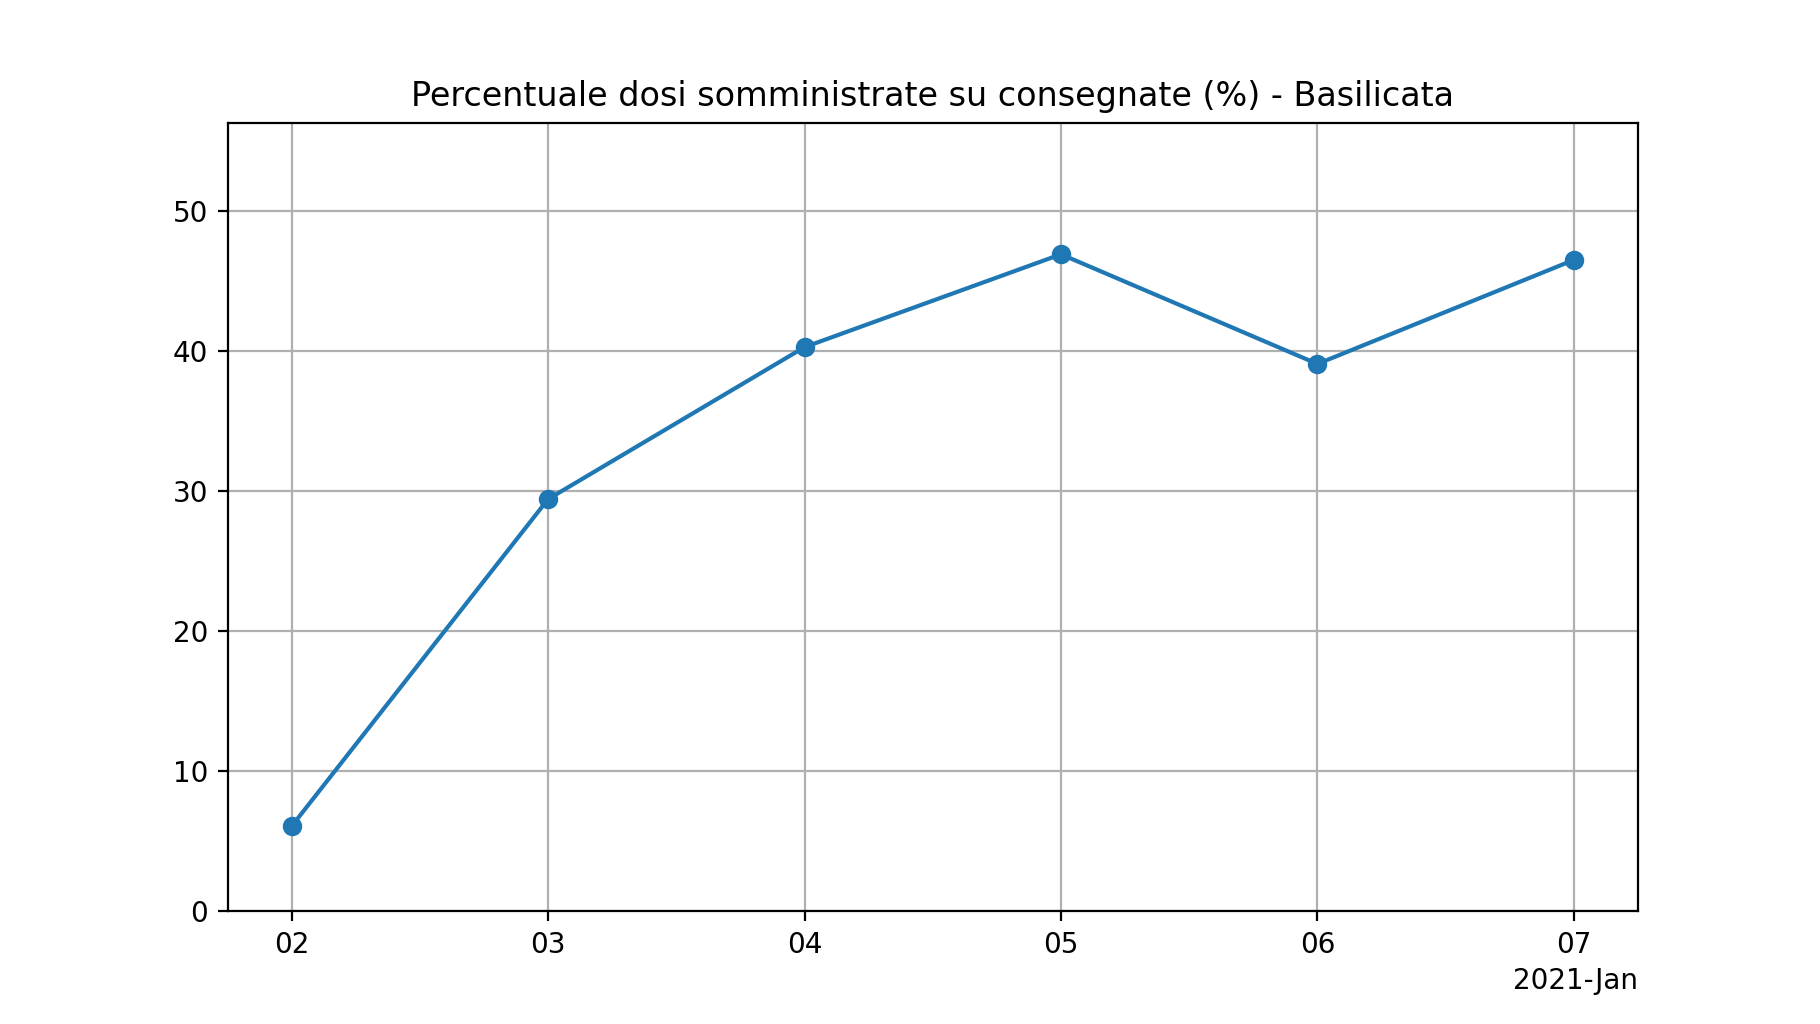 Percentuale dosi somministrate su consegnate (%) - Basilicata
50
40
30
20
10
0
02 03 04 05 06 07
2021-Jan